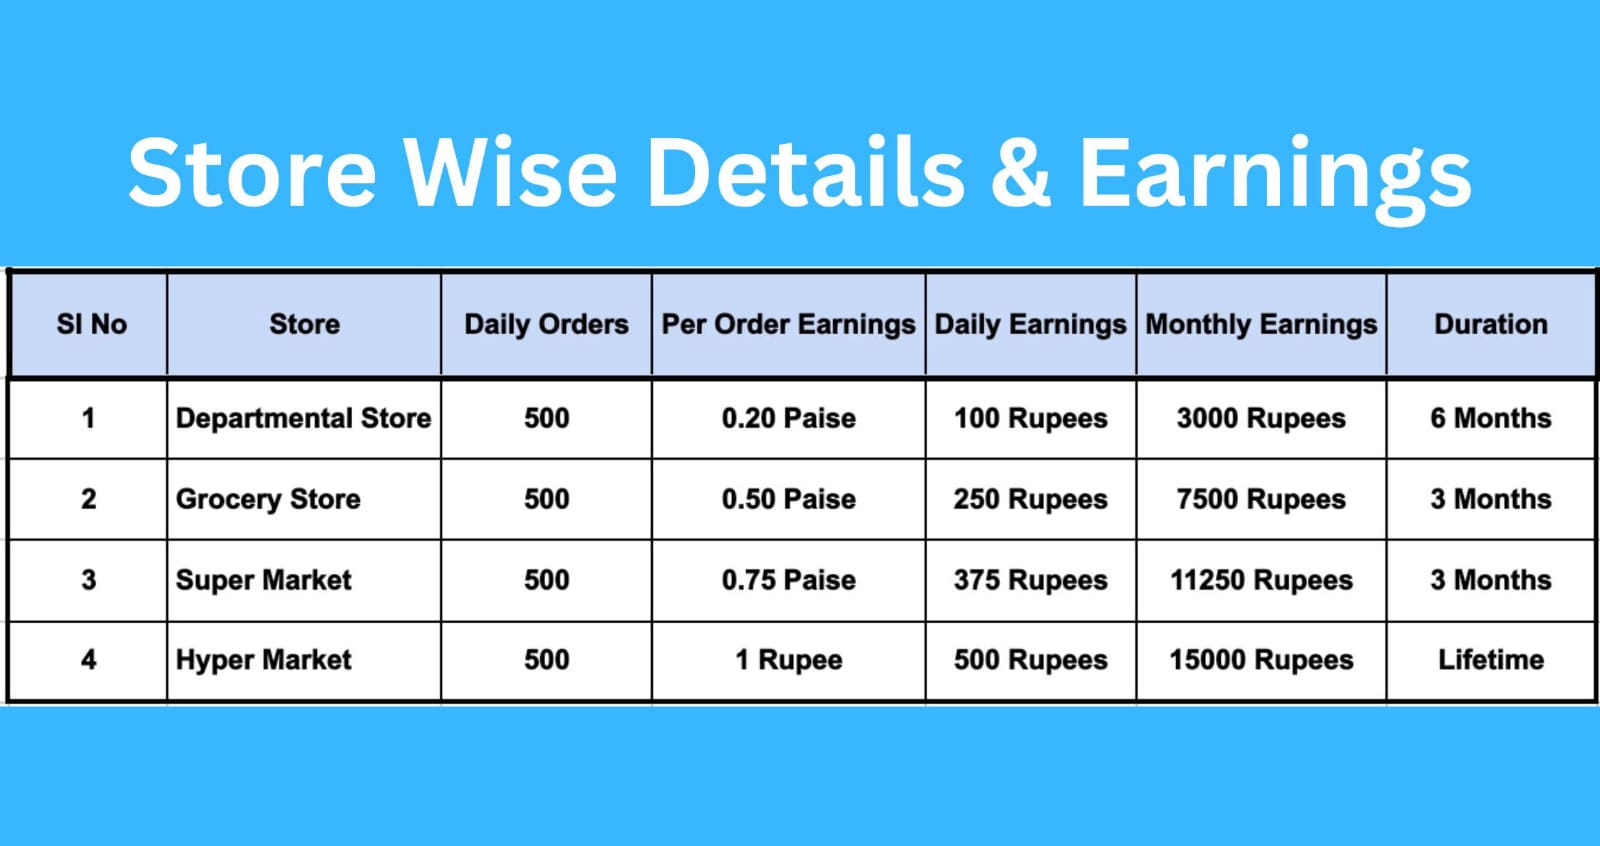 Store Wise Details & Earnings
Sl No Store Daily Orders Per Order Earnings Daily Earnings Monthly Earnings Duration
1 Departmental Store 500 0.20 Paise 100 Rupees 3000 Rupees 6 Months
2 Grocery Store 500 0.50 Paise 250 Rupees 7500 Rupees 3 Months
3 Super Market 500 0.75 Paise 375 Rupees 11250 Rupees 3 Months
4 Hyper Market 500 1 Rupee 500 Rupees 15000 Rupees Lifetime